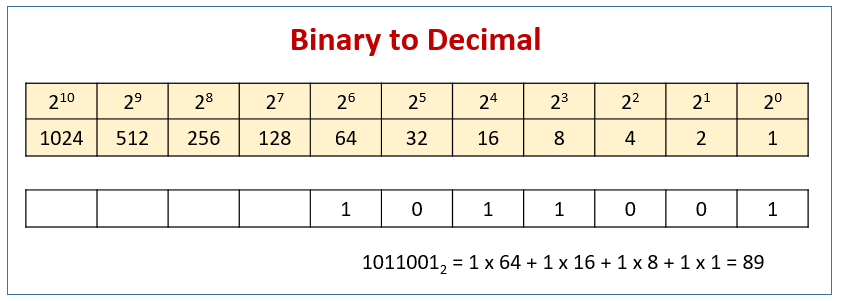 Binary to Decimal
2¹⁰ 2⁹ 2⁸ 2⁷ 2⁶ 2⁵ 2⁴ 2³ 2² 2¹ 2⁰
1024 512 256 128 64 32 16 8 4 2 1
1 0 1 1 0 0 1
1011001₂ = 1 x 64 + 1 x 16 + 1 x 8 + 1 x 1 = 89